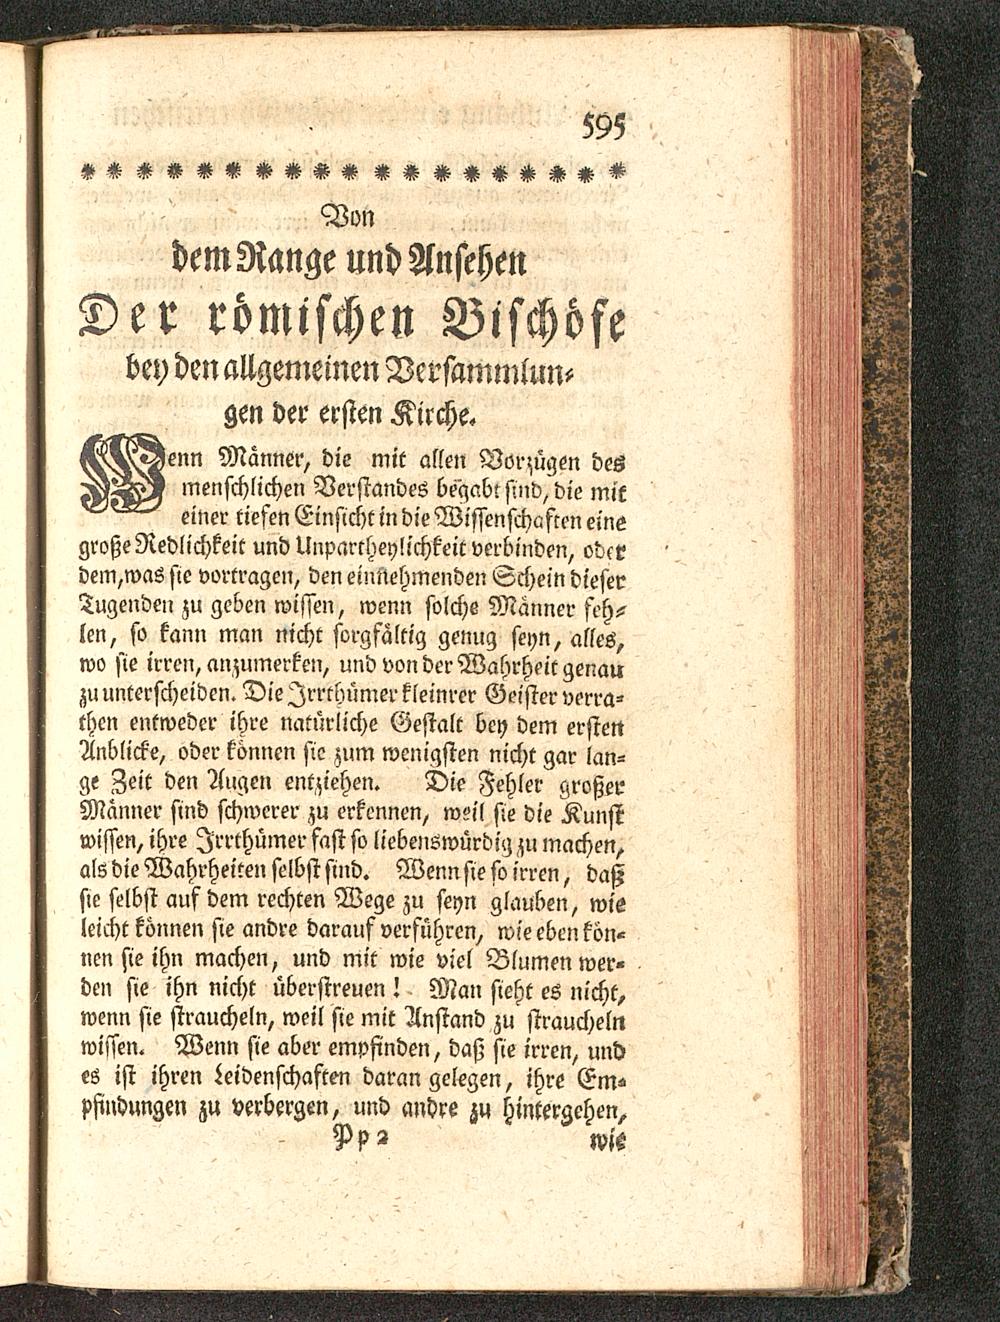 595
* * * * * * * * * * * * * * * * * * *
Von
dem Range und Ansehen
Der römischen Bischöfe
bey den allgemeinen Versammlun-
gen der ersten Kirche.
Wenn Männer, die mit allen Vorzügen des
menschlichen Verstandes begabt sind, die mit
einer tiefen Einsicht in die Wissenschaften eine
große Redlichkeit und Unpartheylichkeit verbinden, oder
dem, was sie vortragen, den einnehmenden Schein dieser
Tugenden zu geben wissen, wenn solche Männer feh-
len, so kann man nicht sorgfältig genug seyn, alles,
wo sie irren, anzumerken, und von der Wahrheit genau
zu unterscheiden. Die Irrthümer kleinrer Geister verra-
then entweder ihre natürliche Gestalt bey dem ersten
Anblicke, oder können sie zum wenigsten nicht gar lan-
ge Zeit den Augen entziehen. Die Fehler großer
Männer sind schwerer zu erkennen, weil sie die Kunst
wissen, ihre Irrthümer fast so liebenswürdig zu machen,
als die Wahrheiten selbst sind. Wenn sie so irren, daß
sie selbst auf dem rechten Wege zu seyn glauben, wie
leicht können sie andre darauf verführen, wie eben kön-
nen sie ihn machen, und mit wie viel Blumen wer-
den sie ihn nicht überstreuen! Man sieht es nicht,
wenn sie straucheln, weil sie mit Anstand zu straucheln
wissen. Wenn sie aber empfinden, daß sie irren, und
es ist ihren Leidenschaften daran gelegen, ihre Em-
pfindungen zu verbergen, und andre zu hintergehen,
Pp 2 wie